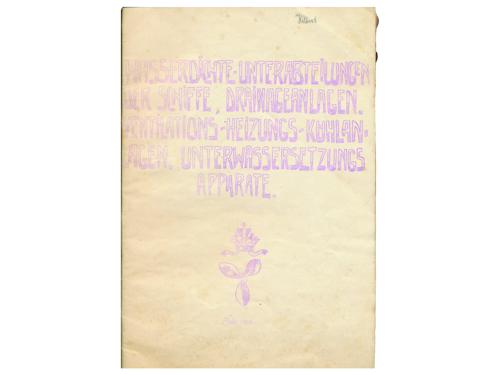 WASSERDICHTE-UNTERABTEILUNGEN
DER SCHIFFE, DRAINAGEANLAGEN,
VENTILATIONS-HEIZUNGS-KÜHLAN-
LAGEN, UNTERWASSERSETZUNGS
APPARATE.